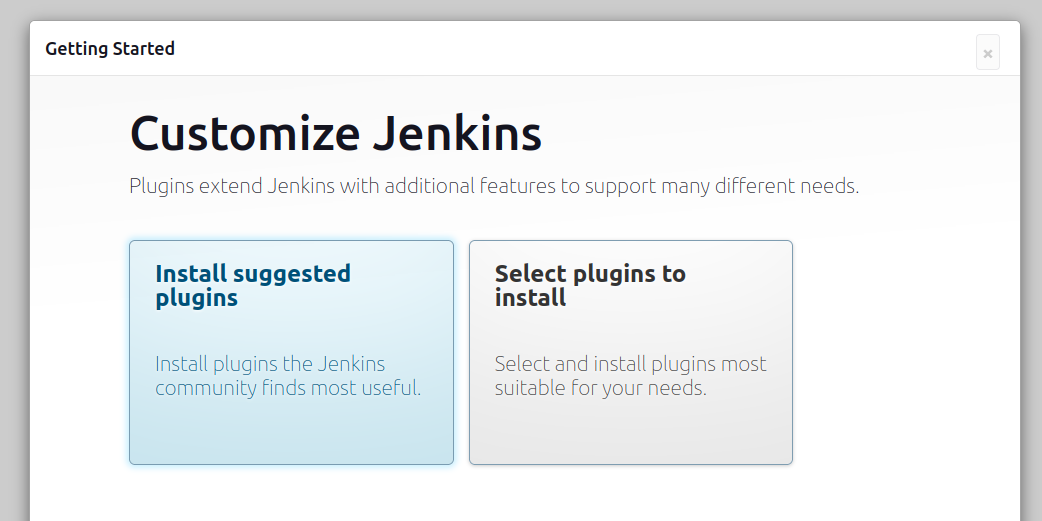 Getting Started
×
Customize Jenkins
Plugins extend Jenkins with additional features to support many different needs.
Install suggested
plugins
Install plugins the Jenkins
community finds most useful.
Select plugins to
install
Select and install plugins most
suitable for your needs.